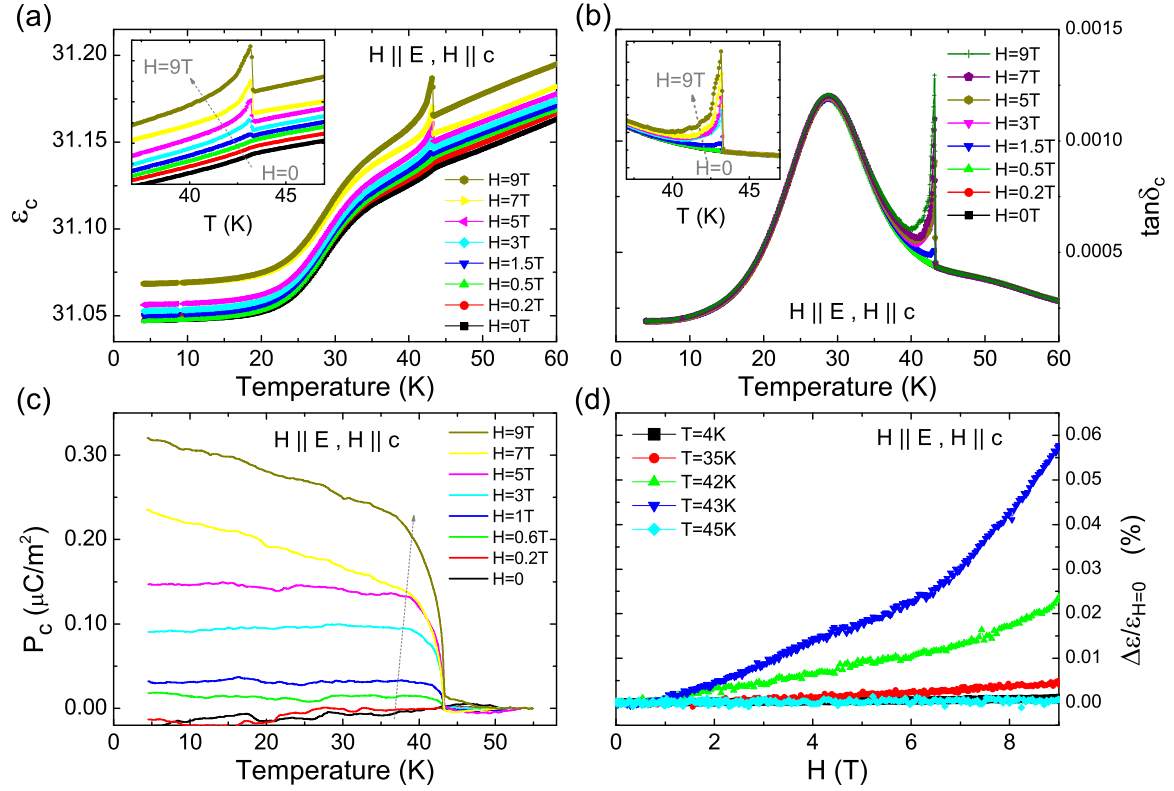 (a)
31.20
31.15
31.10
31.05
ε_c
H || E , H || c
H=9T
H=0
40
45
T (K)
H=9T
H=7T
H=5T
H=3T
H=1.5T
H=0.5T
H=0.2T
H=0T
0 10 20 30 40 50 60
Temperature (K)
(b)
0.0015
0.0010
0.0005
tanδ_c
H=9T
H=0
40
45
T (K)
H=9T
H=7T
H=5T
H=3T
H=1.5T
H=0.5T
H=0.2T
H=0T
H || E , H || c
0 10 20 30 40 50 60
Temperature (K)
(c)
0.30
0.20
0.10
0.00
P_c (μC/m²)
H || E , H || c
H=9T
H=7T
H=5T
H=3T
H=1T
H=0.6T
H=0.2T
H=0
0 10 20 30 40 50
Temperature (K)
(d)
T=4K
T=35K
T=42K
T=43K
T=45K
H || E , H || c
0.06
0.05
0.04
0.03
0.02
0.01
0.00
Δε/ε_H=0 (%)
0 2 4 6 8
H (T)